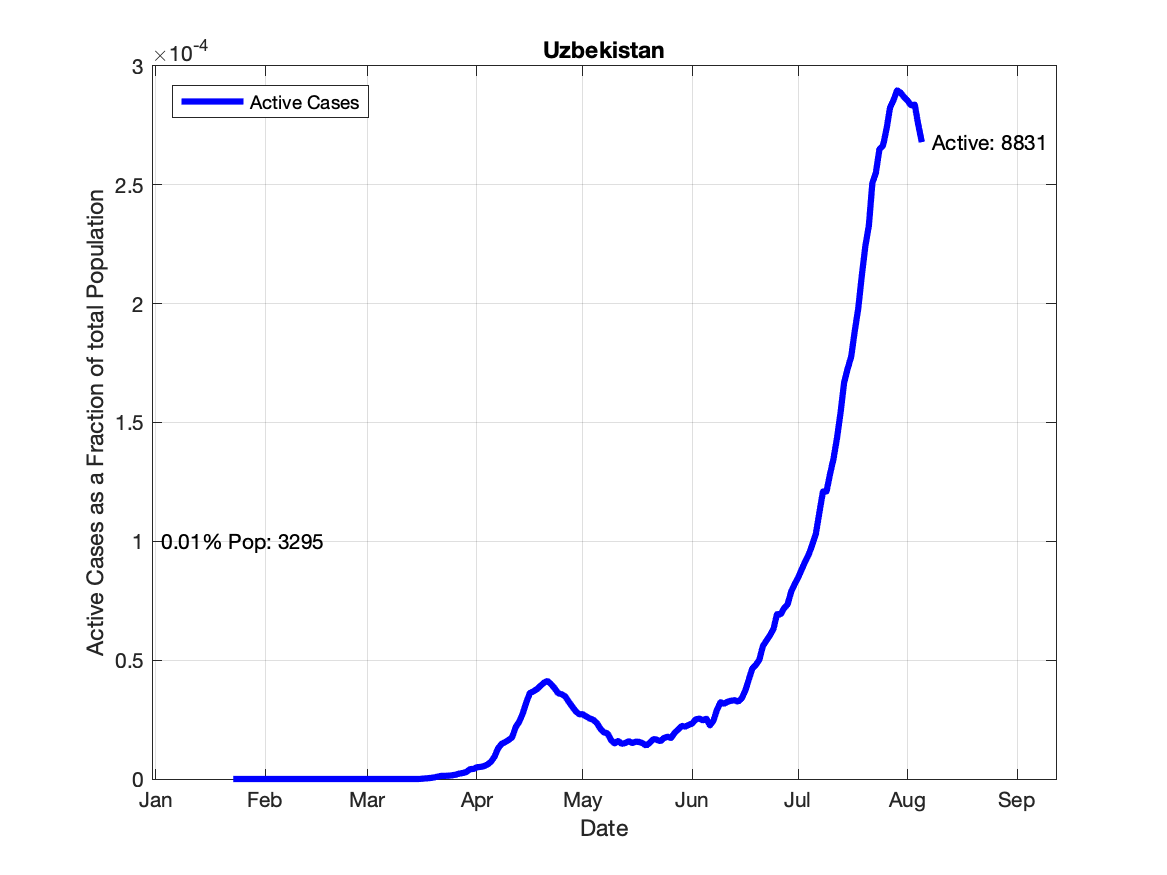 Uzbekistan
×10⁻⁴
Active Cases
3
2.5
2
1.5
1
0.5
0
Active Cases as a Fraction of total Population
Active: 8831
0.01% Pop: 3295
Jan Feb Mar Apr May Jun Jul Aug Sep
Date